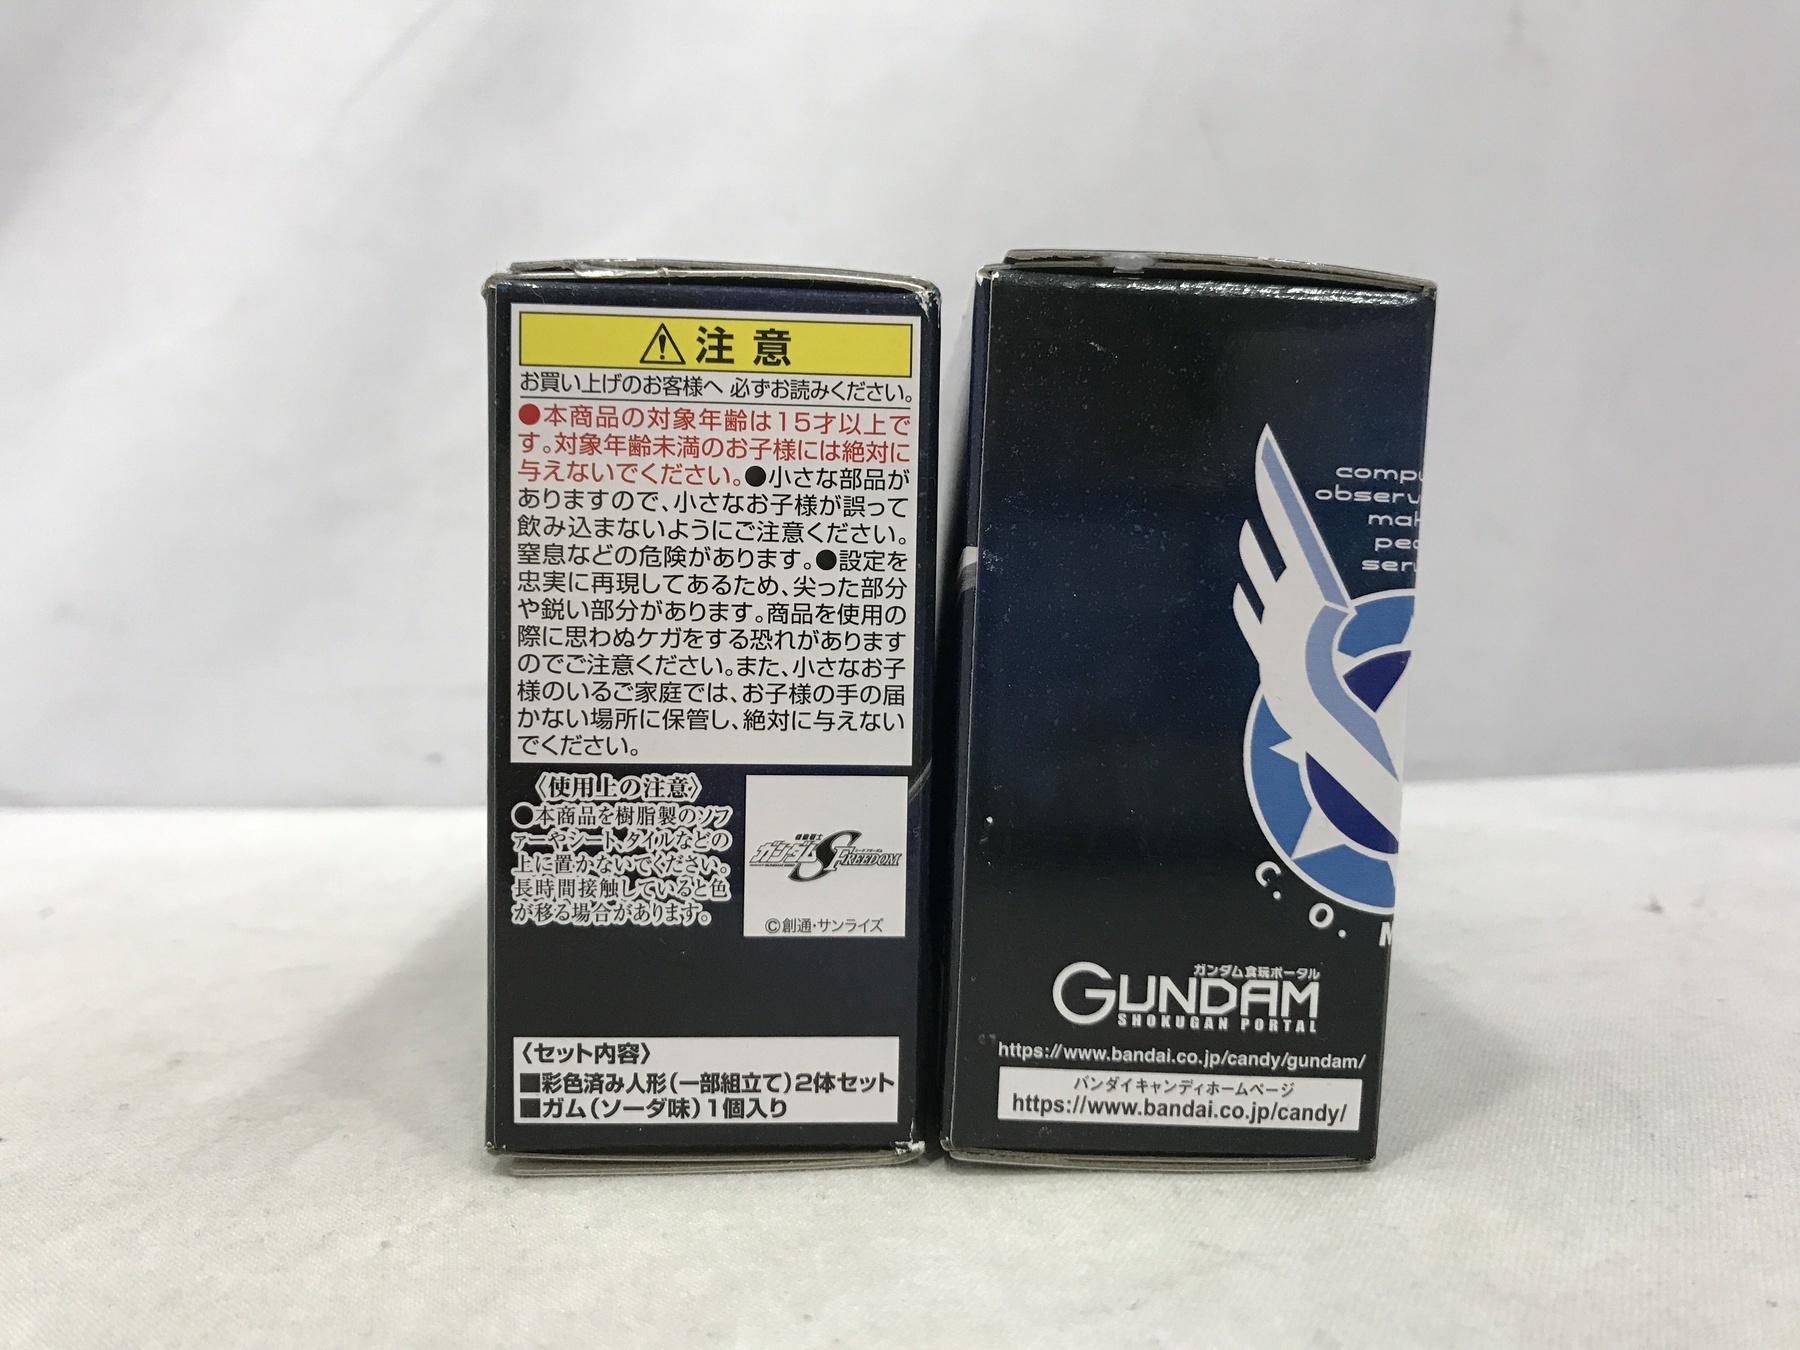 注意
お買い上げのお客様へ 必ずお読みください。
●本商品の対象年齢は15才以上で
す。対象年齢未満のお子様には絶対に
与えないでください。●小さな部品が
ありますので、小さなお子様が誤って
飲み込まないようにご注意ください。
窒息などの危険があります。●設定を
忠実に再現してあるため、尖った部分
や鋭い部分があります。商品を使用の
際に思わぬケガをする恐れがあります
のでご注意ください。また、小さなお子
様のいるご家庭では、お子様の手の届
かない場所に保管し、絶対に与えない
でください。
〈使用上の注意〉
●本商品を樹脂製のソフ
ァーやシート、タイルなどの
上に置かないでください。
長時間接触していると色
が移る場合があります。
機動戦士
ガンダムSEED FREEDOM
©創通・サンライズ
〈セット内容〉
■彩色済み人形(一部組立て)2体セット
■ガム(ソーダ味)1個入り
compu
observ
mak
peo
serv
C. O. M
ガンダム食玩ポータル
GUNDAM
SHOKUGAN PORTAL
https://www.bandai.co.jp/candy/gundam/
バンダイキャンディホームページ
https://www.bandai.co.jp/candy/